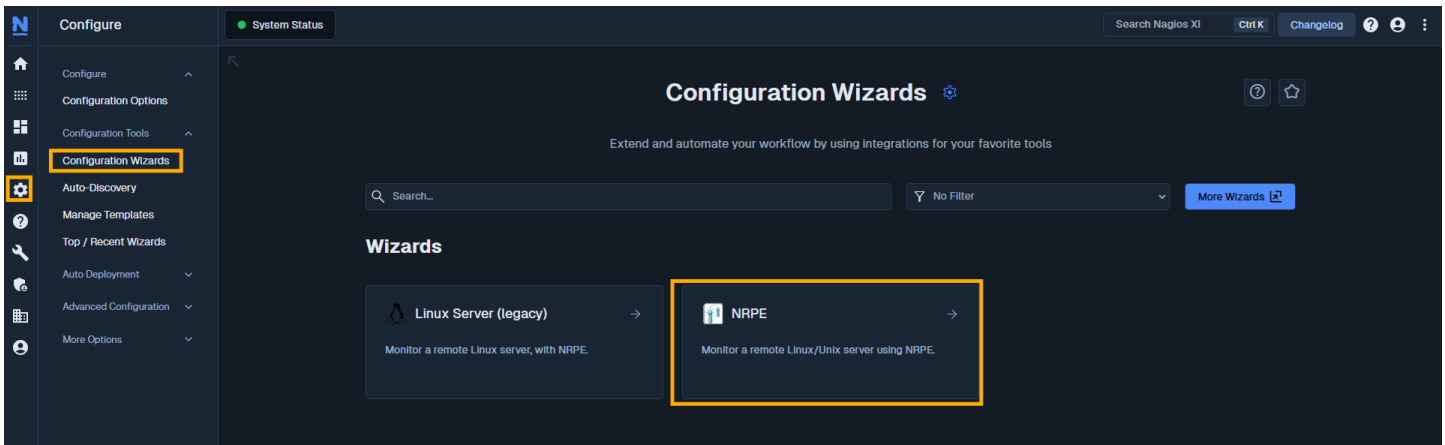 N Configure System Status Search Nagios XI Ctrl K Changelog
Configure
Configuration Options
Configuration Tools
Configuration Wizards
Auto-Discovery
Manage Templates
Top / Recent Wizards
Auto Deployment
Advanced Configuration
More Options
Configuration Wizards
Extend and automate your workflow by using integrations for your favorite tools
Search... No Filter More Wizards
Wizards
Linux Server (legacy)
Monitor a remote Linux server, with NRPE.
NRPE
Monitor a remote Linux/Unix server using NRPE.